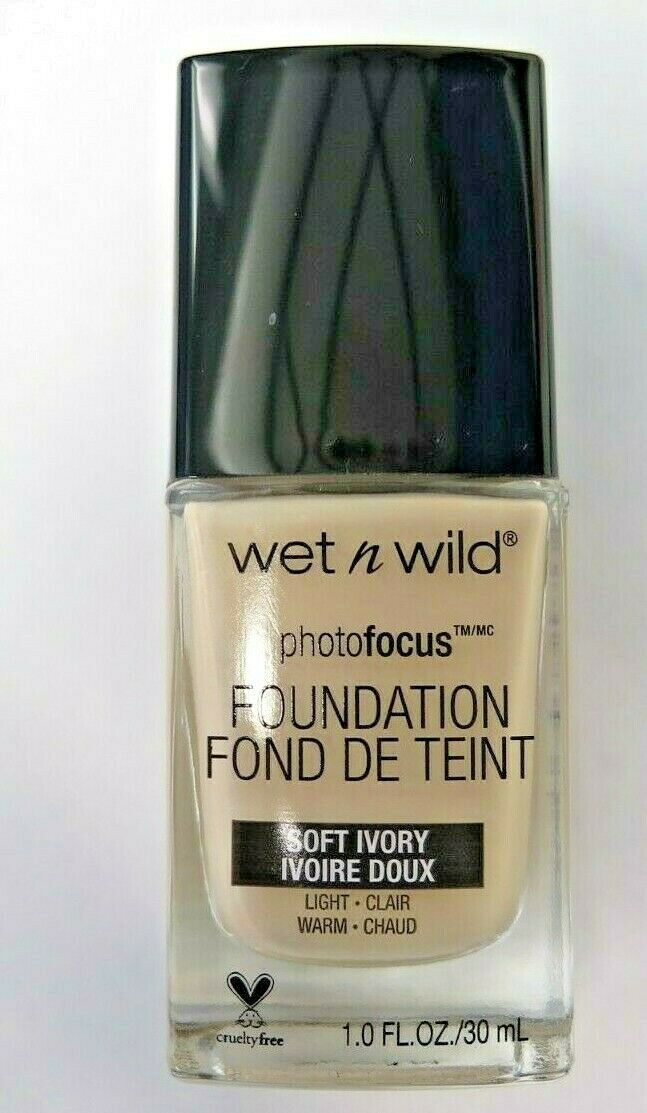 wet n wild®
photofocus™/MC
FOUNDATION
FOND DE TEINT
SOFT IVORY
IVOIRE DOUX
LIGHT • CLAIR
WARM • CHAUD
crueltyfree
1.0 FL.OZ./30 mL